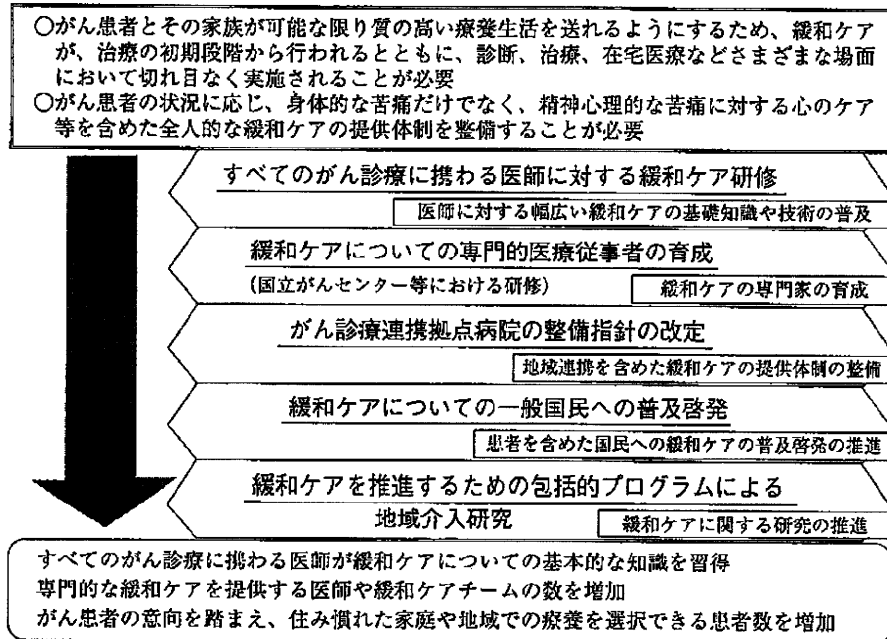 ○がん患者とその家族が可能な限り質の高い療養生活を送れるようにするため、緩和ケア
が、治療の初期段階から行われるとともに、診断、治療、在宅医療などさまざまな場面
において切れ目なく実施されることが必要
○がん患者の状況に応じ、身体的な苦痛だけでなく、精神心理的な苦痛に対する心のケア
等を含めた全人的な緩和ケアの提供体制を整備することが必要
すべてのがん診療に携わる医師に対する緩和ケア研修
医師に対する幅広い緩和ケアの基礎知識や技術の普及
緩和ケアについての専門的医療従事者の育成
(国立がんセンター等における研修)
緩和ケアの専門家の育成
がん診療連携拠点病院の整備指針の改定
地域連携を含めた緩和ケアの提供体制の整備
緩和ケアについての一般国民への普及啓発
患者を含めた国民への緩和ケアの普及啓発の推進
緩和ケアを推進するための包括的プログラムによる
地域介入研究
緩和ケアに関する研究の推進
すべてのがん診療に携わる医師が緩和ケアについての基本的な知識を習得
専門的な緩和ケアを提供する医師や緩和ケアチームの数を増加
がん患者の意向を踏まえ、住み慣れた家庭や地域での療養を選択できる患者数を増加